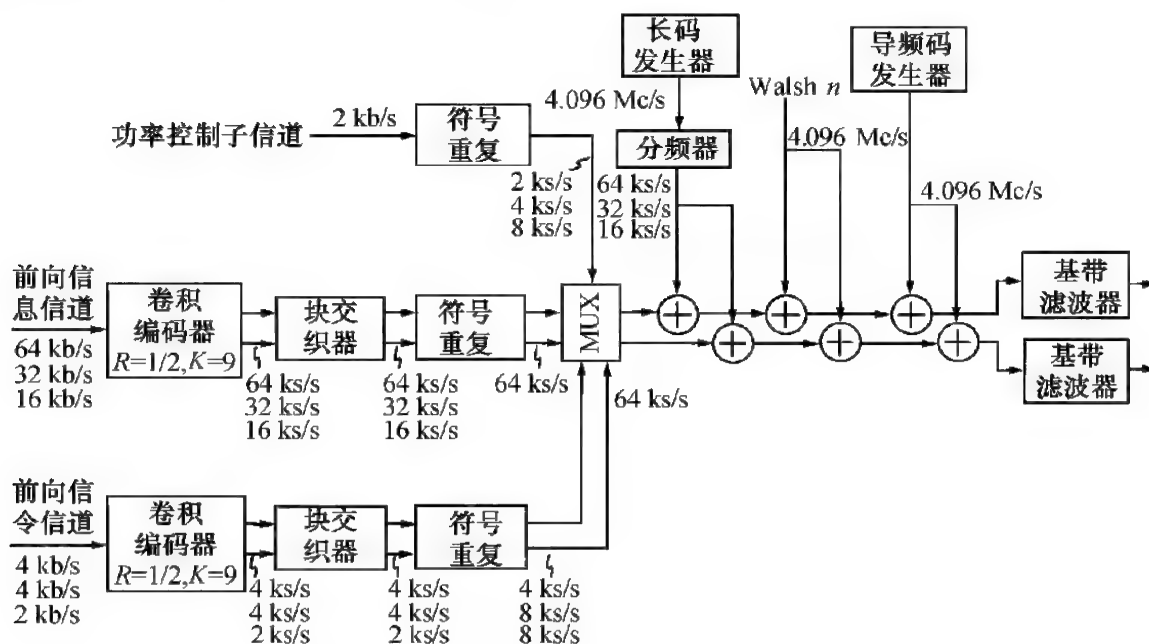 长码
发生器
导频码
发生器
4.096 Mc/s
Walsh n
2 kb/s
功率控制子信道
符号
重复
分频器
4.096 Mc/s
2 ks/s
4 ks/s
8 ks/s
64 ks/s
32 ks/s
16 ks/s
4.096 Mc/s
前向信
息信道
64 kb/s
32 kb/s
16 kb/s
卷积
编码器
R=1/2,K=9
64 ks/s
32 ks/s
16 ks/s
块交
织器
64 ks/s
32 ks/s
16 ks/s
符号
重复
64 ks/s
MUX
64 ks/s
基带
滤波器
基带
滤波器
前向信
令信道
4 kb/s
4 kb/s
2 kb/s
卷积
编码器
R=1/2,K=9
4 ks/s
4 ks/s
2 ks/s
块交
织器
4 ks/s
4 ks/s
2 ks/s
符号
重复
4 ks/s
8 ks/s
8 ks/s